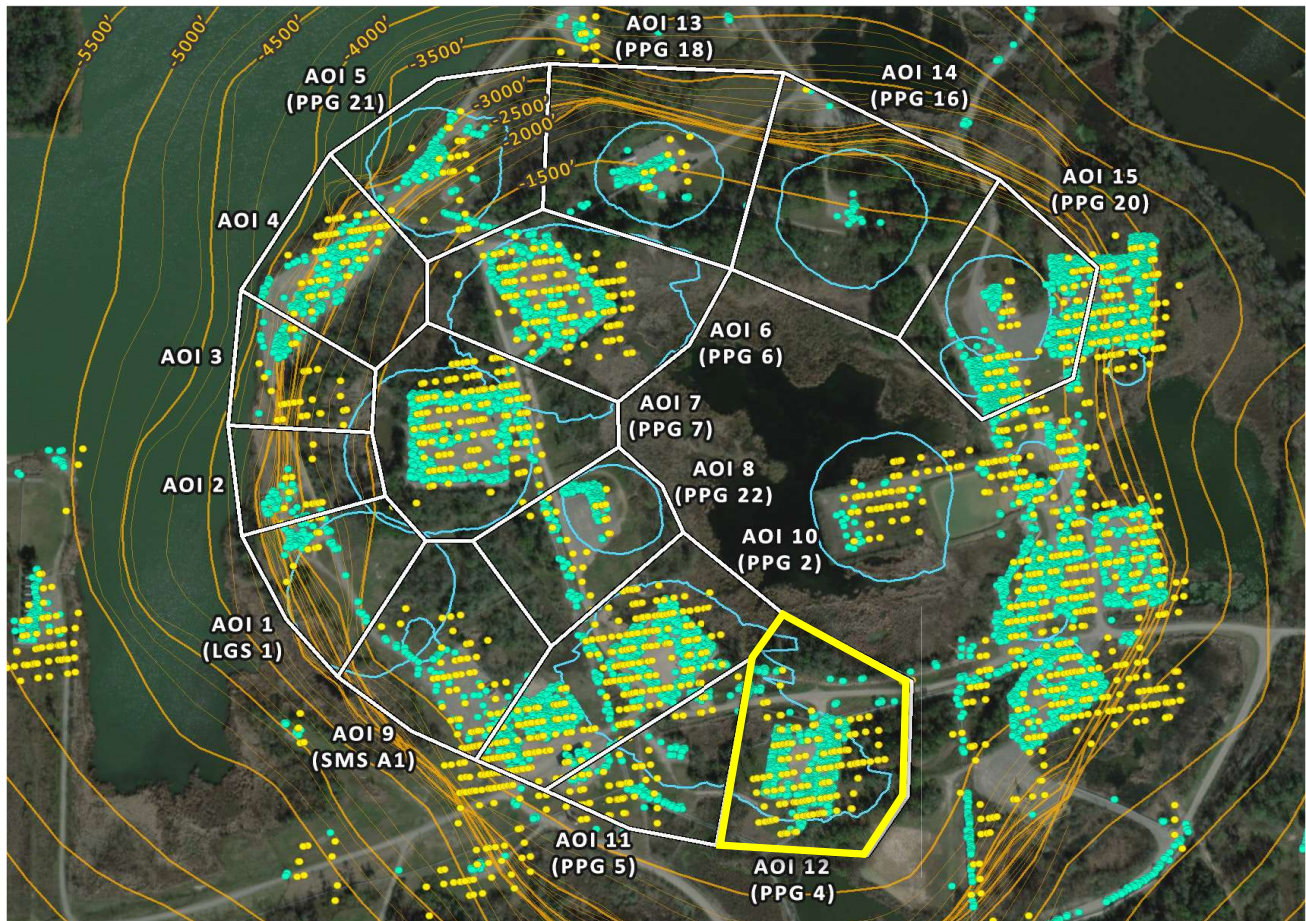 -5500'
-5000'
-4500'
-4000'
-3500'
-3000'
-2500'
-2000'
-1500'
AOI 13
(PPG 18)
AOI 14
(PPG 16)
AOI 5
(PPG 21)
AOI 15
(PPG 20)
AOI 4
AOI 3
AOI 6
(PPG 6)
AOI 7
(PPG 7)
AOI 8
(PPG 22)
AOI 2
AOI 10
(PPG 2)
AOI 1
(LGS 1)
AOI 9
(SMS A1)
AOI 11
(PPG 5)
AOI 12
(PPG 4)